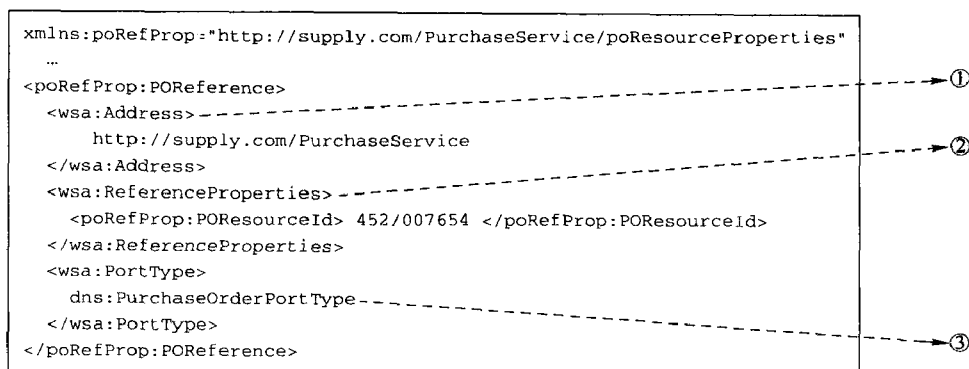 xmlns:poRefProp="http://supply.com/PurchaseService/poResourceProperties"
…
<poRefProp:POReference>
<wsa:Address>
①
http://supply.com/PurchaseService
</wsa:Address>
②
<wsa:ReferenceProperties>
<poRefProp:POResourceId> 452/007654 </poRefProp:POResourceId>
</wsa:ReferenceProperties>
<wsa:PortType>
dns:PurchaseOrderPortType
</wsa:PortType>
③
</poRefProp:POReference>